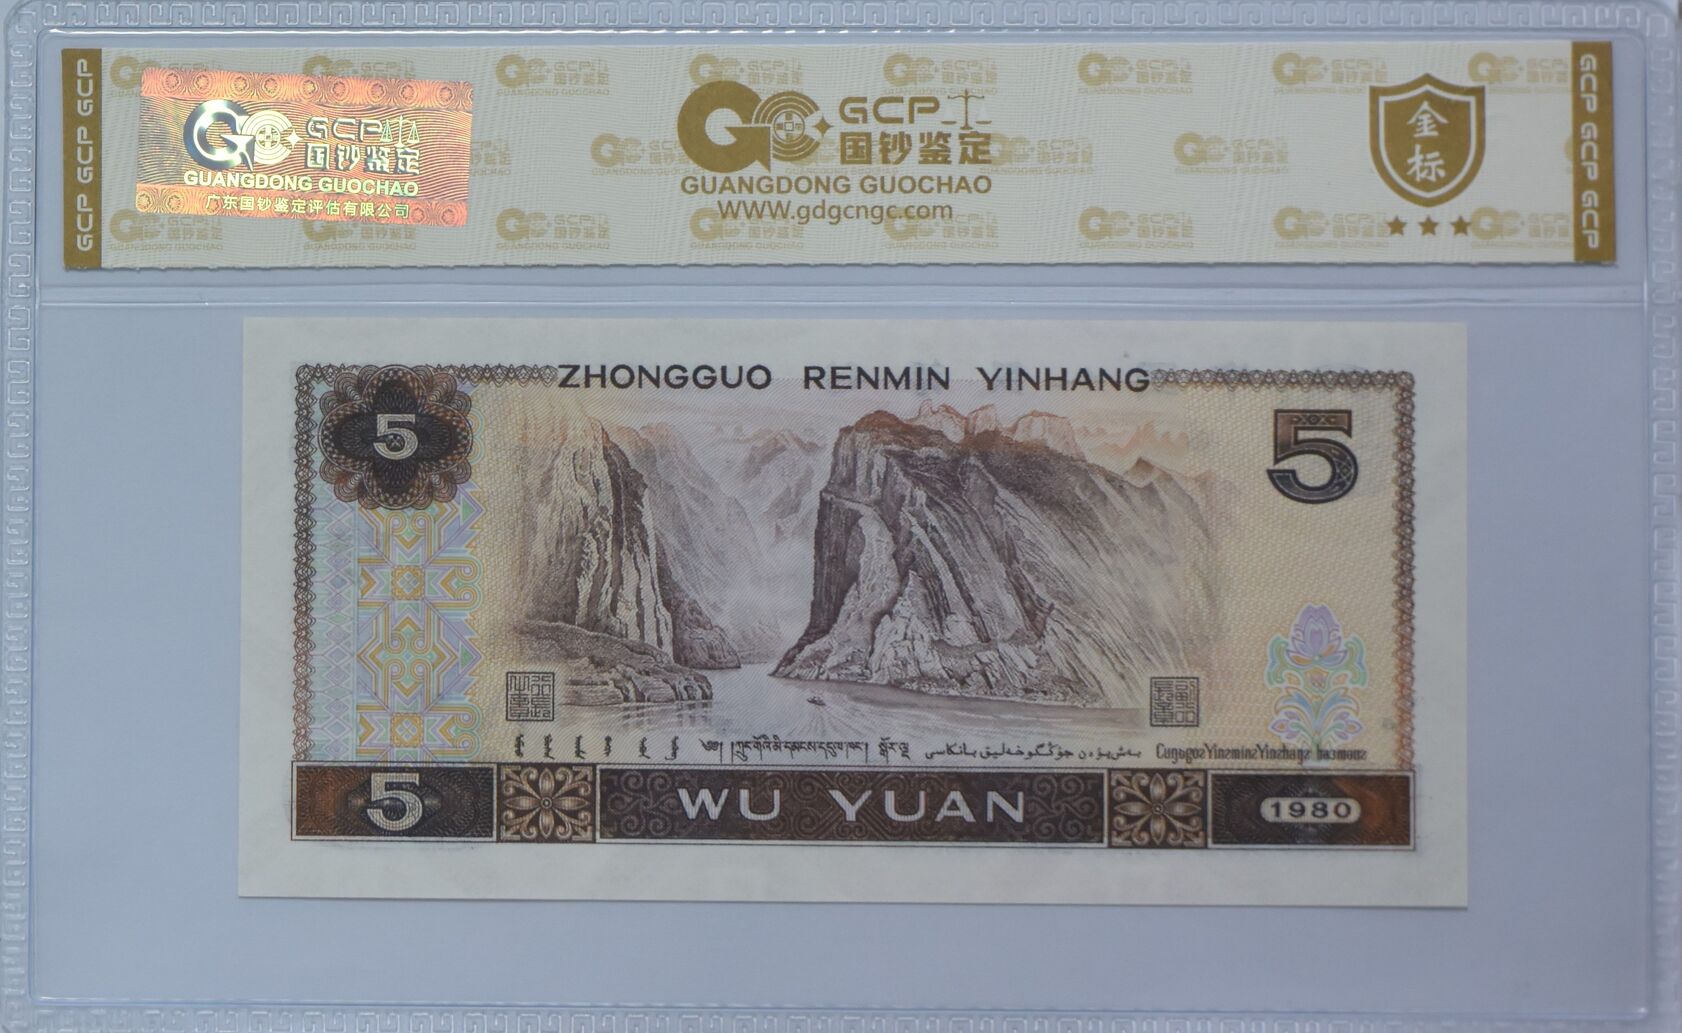 GCP GCP GCP
GCP
国钞鉴定
GUANGDONG GUOCHAO
广东国钞鉴定评估有限公司
GCP
国钞鉴定
GUANGDONG GUOCHAO
WWW.gdgcngc.com
金标
GCP GCP GCP
ZHONGGUO RENMIN YINHANG
5
5
5
WU YUAN
1980